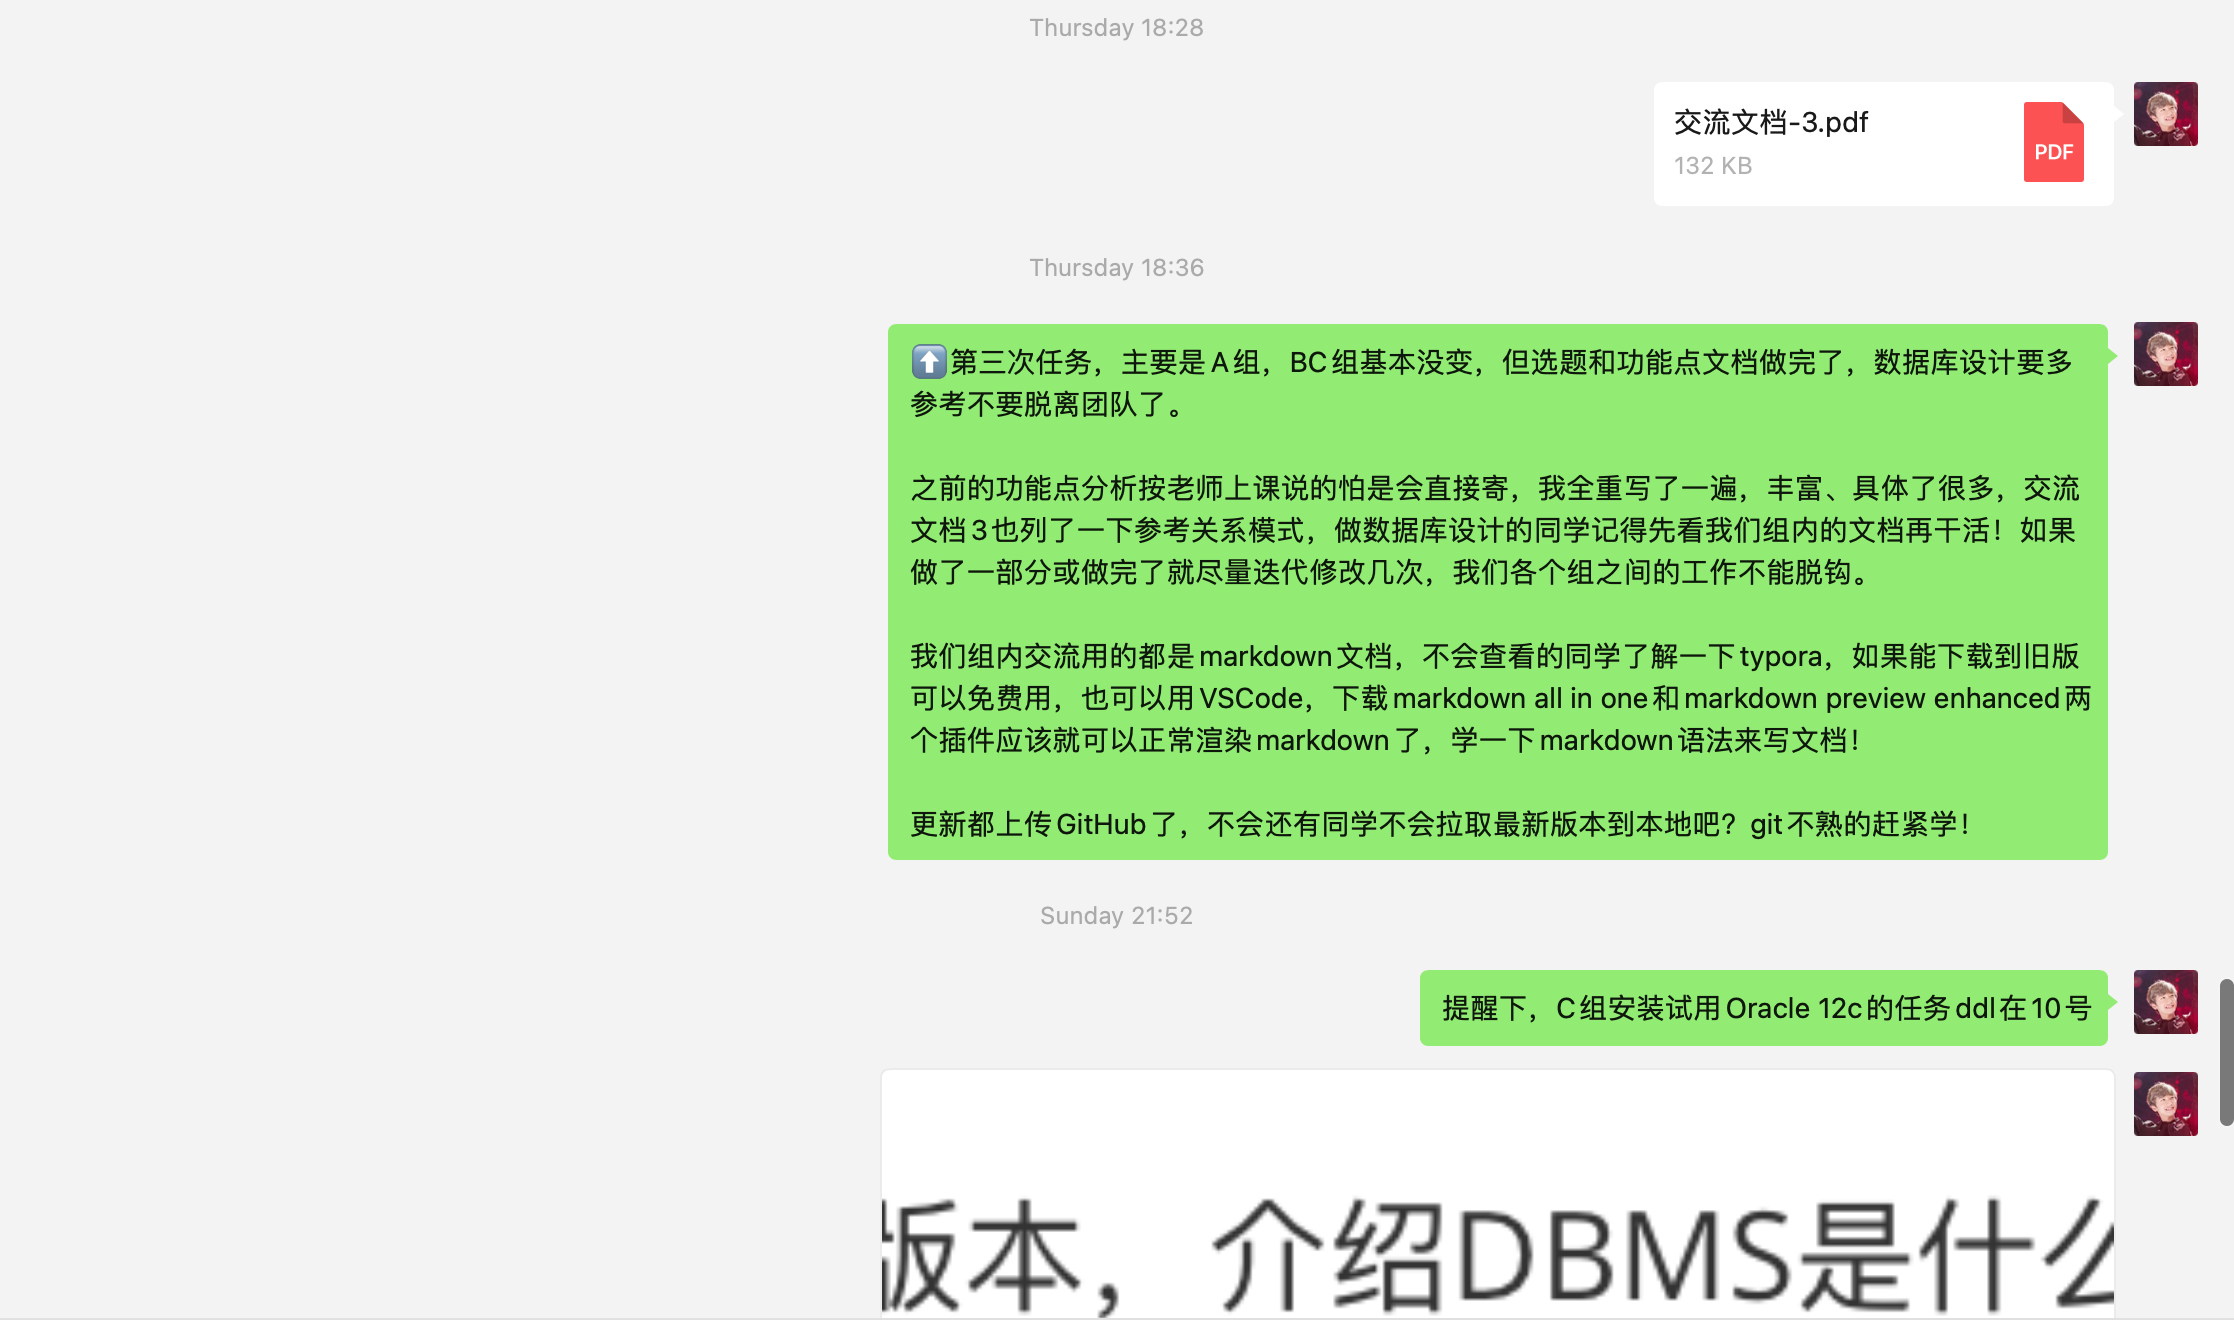 Thursday 18:28
交流文档-3.pdf
132 KB
PDF
Thursday 18:36
⬆️第三次任务，主要是A组，BC组基本没变，但选题和功能点文档做完了，数据库设计要多
参考不要脱离团队了。
之前的功能点分析按老师上课说的怕是会直接寄，我全重写了一遍，丰富、具体了很多，交流
文档3也列了一下参考关系模式，做数据库设计的同学记得先看我们组内的文档再干活！如果
做了一部分或做完了就尽量迭代修改几次，我们各个组之间的工作不能脱钩。
我们组内交流用的都是markdown文档，不会查看的同学了解一下typora，如果能下载到旧版
可以免费用，也可以用VSCode，下载markdown all in one和markdown preview enhanced两
个插件应该就可以正常渲染markdown了，学一下markdown语法来写文档！
更新都上传GitHub了，不会还有同学不会拉取最新版本到本地吧？git不熟的赶紧学！
Sunday 21:52
提醒下，C组安装试用Oracle 12c的任务ddl在10号
版本，介绍DBMS是什么